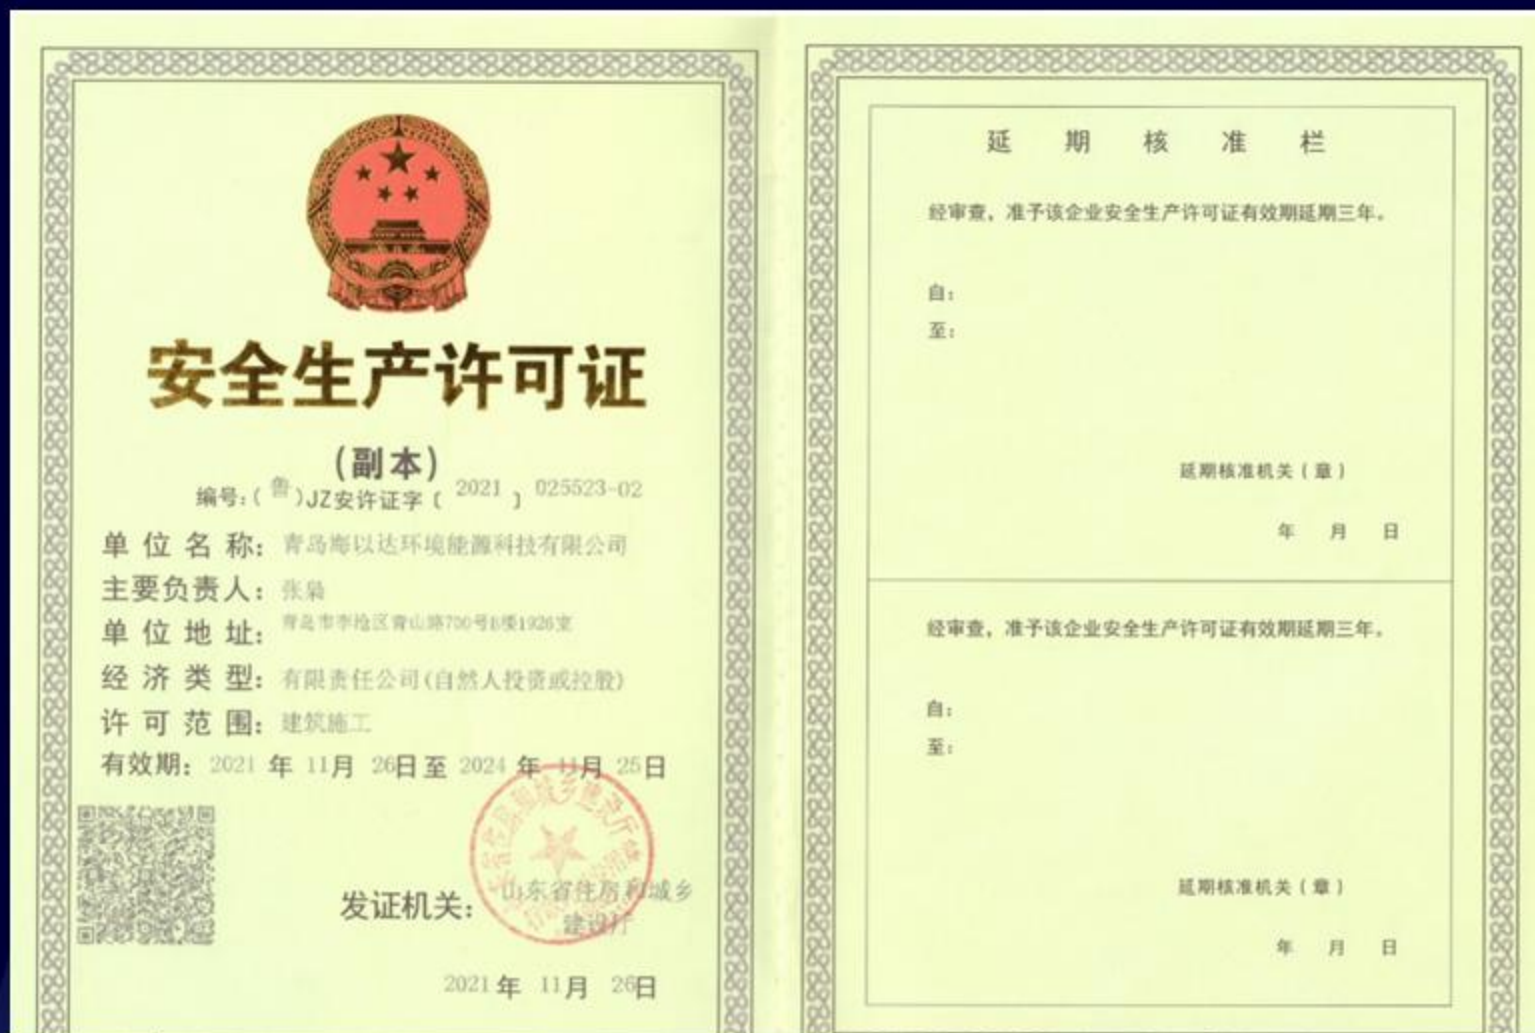 安全生产许可证
(副本)
编号:(鲁)JZ安许证字〔2021〕025523-02
单位名称: 青岛海以达环境能源科技有限公司
主要负责人: 张枭
单位地址: 青岛市李沧区青山路700号B楼1926室
经济类型: 有限责任公司(自然人投资或控股)
许可范围: 建筑施工
有效期: 2021年11月26日至2024年11月25日
发证机关: 山东省住房和城乡
建设厅
2021年11月26日
延期核准栏
经审查，准予该企业安全生产许可证有效期延期三年。
自:
至:
延期核准机关(章)
年 月 日
经审查，准予该企业安全生产许可证有效期延期三年。
自:
至:
延期核准机关(章)
年 月 日